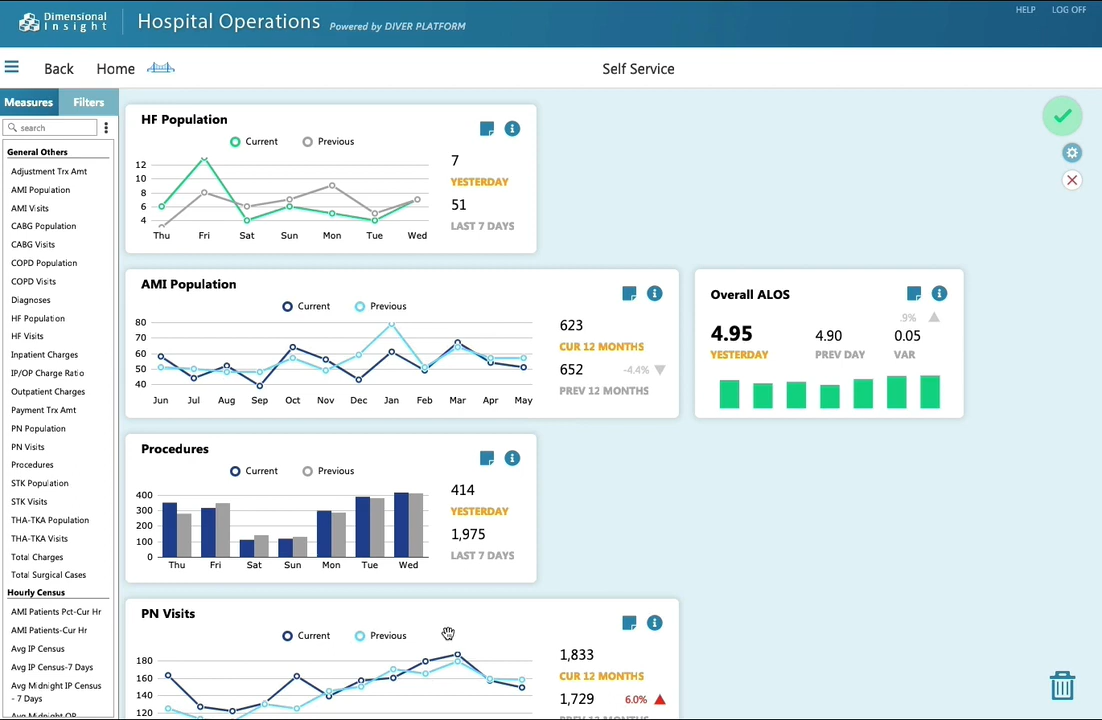 Dimensional
Insight
Hospital Operations Powered by DIVER PLATFORM
HELP LOG OFF
Back Home Self Service
Measures Filters
search
General Others
Adjustment Trx Amt
AMI Population
AMI Visits
CABG Population
CABG Visits
COPD Population
COPD Visits
Diagnoses
HF Population
HF Visits
Inpatient Charges
IP/OP Charge Ratio
Outpatient Charges
Payment Trx Amt
PN Population
PN Visits
Procedures
STK Population
STK Visits
THA-TKA Population
THA-TKA Visits
Total Charges
Total Surgical Cases
Hourly Census
AMI Patients Pct-Cur Hr
AMI Patients-Cur Hr
Avg IP Census
Avg IP Census-7 Days
Avg Midnight IP Census
- 7 Days
Avg Midnight OP
HF Population
Current Previous
12
10
8
6
4
Thu Fri Sat Sun Mon Tue Wed
7
YESTERDAY
51
LAST 7 DAYS
AMI Population
Current Previous
80
70
60
50
40
Jun Jul Aug Sep Oct Nov Dec Jan Feb Mar Apr May
623
CUR 12 MONTHS
652 -4.4%
PREV 12 MONTHS
Overall ALOS
.9%
4.95 4.90 0.05
YESTERDAY PREV DAY VAR
Procedures
Current Previous
400
300
200
100
0
Thu Fri Sat Sun Mon Tue Wed
414
YESTERDAY
1,975
LAST 7 DAYS
PN Visits
Current Previous
180
160
140
120
1,833
CUR 12 MONTHS
1,729 6.0%
PREV 12 MONTHS